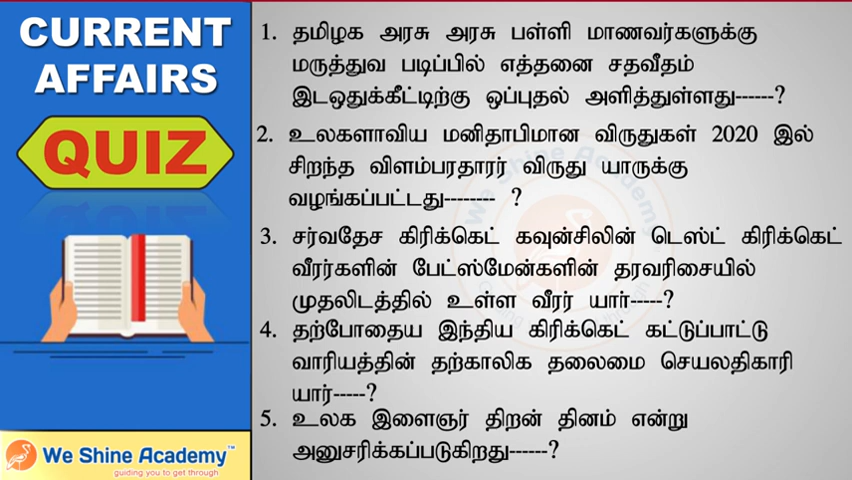 CURRENT
AFFAIRS
QUIZ
We Shine Academy™
guiding you to get through
1. தமிழக அரசு அரசு பள்ளி மாணவர்களுக்கு
மருத்துவ படிப்பில் எத்தனை சதவீதம்
இடஒதுக்கீட்டிற்கு ஒப்புதல் அளித்துள்ளது------?
2. உலகளாவிய மனிதாபிமான விருதுகள் 2020 இல்
சிறந்த விளம்பரதாரர் விருது யாருக்கு
வழங்கப்பட்டது-------- ?
3. சர்வதேச கிரிக்கெட் கவுன்சிலின் டெஸ்ட் கிரிக்கெட்
வீரர்களின் பேட்ஸ்மேன்களின் தரவரிசையில்
முதலிடத்தில் உள்ள வீரர் யார்-----?
4. தற்போதைய இந்திய கிரிக்கெட் கட்டுப்பாட்டு
வாரியத்தின் தற்காலிக தலைமை செயலதிகாரி
யார்-----?
5. உலக இளைஞர் திறன் தினம் என்று
அனுசரிக்கப்படுகிறது------?
We Shine Academy